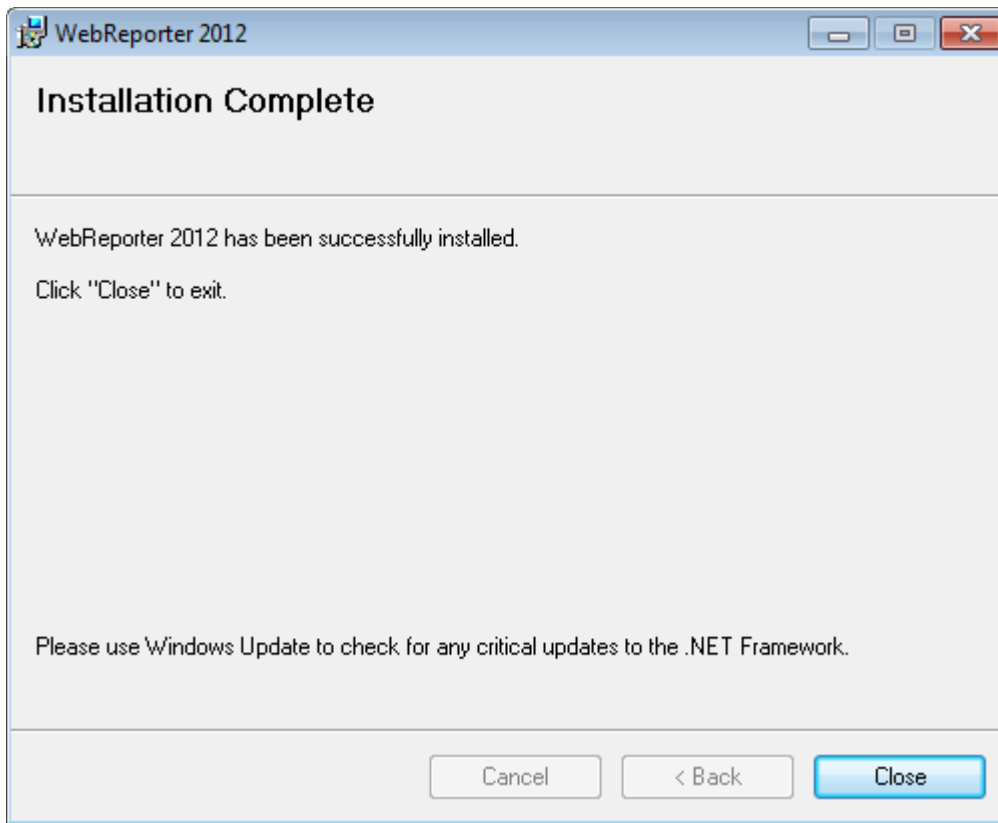 WebReporter 2012
Installation Complete
WebReporter 2012 has been successfully installed.
Click "Close" to exit.
Please use Windows Update to check for any critical updates to the .NET Framework.
Cancel
< Back
Close